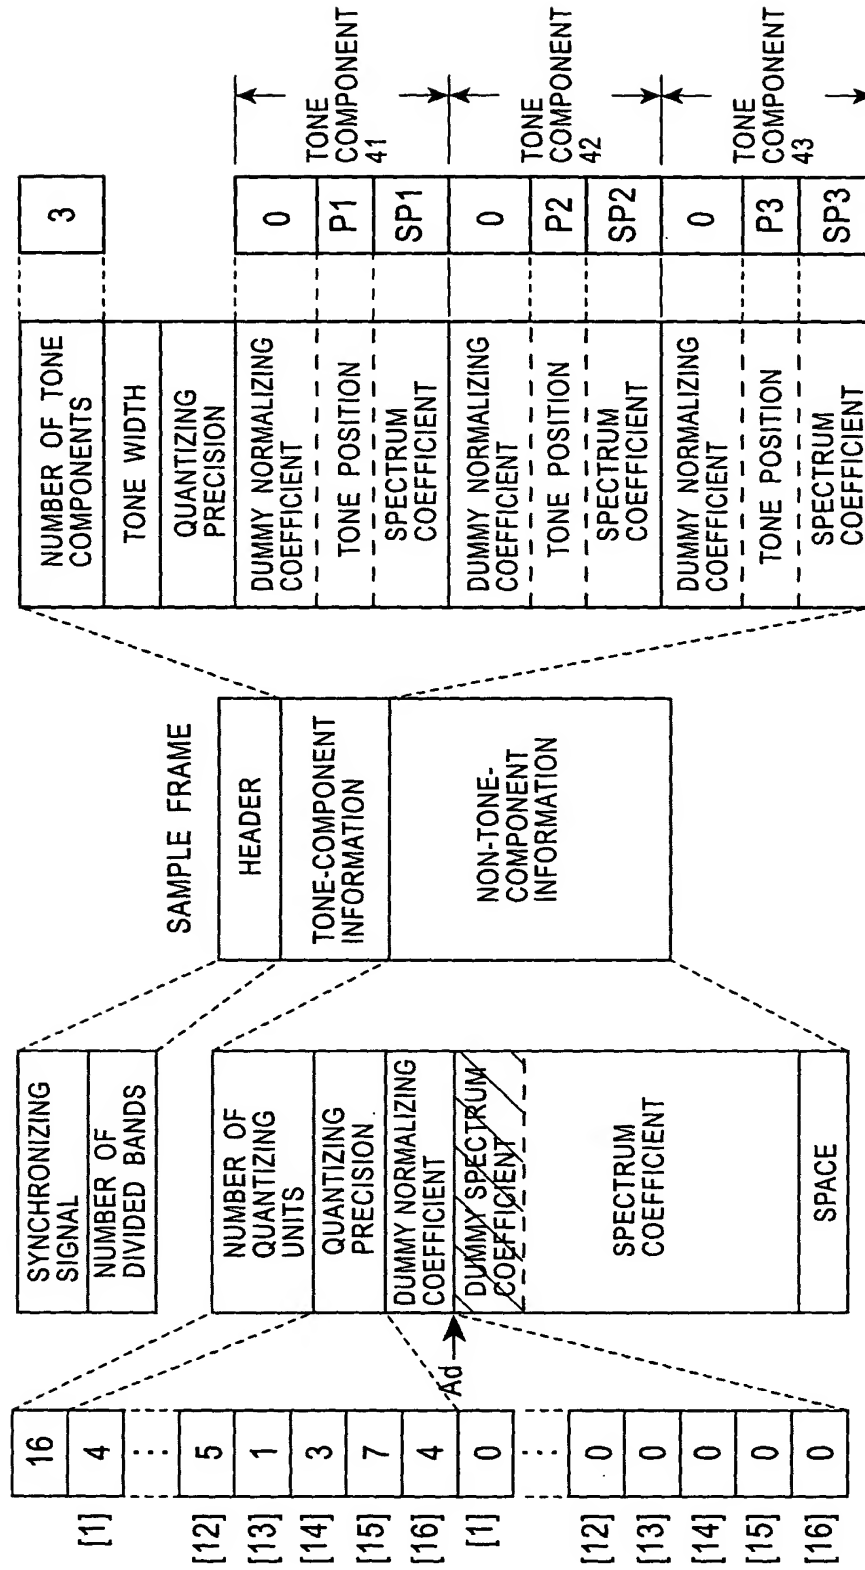 SAMPLE FRAME
SYNCHRONIZING
SIGNAL
NUMBER OF
DIVIDED BANDS
HEADER
TONE-COMPONENT
INFORMATION
NON-TONE-
COMPONENT
INFORMATION
16
[1] 4
[12] 5
[13] 1
[14] 3
[15] 7
[16] 4
[1] 0
[12] 0
[13] 0
[14] 0
[15] 0
[16] 0
NUMBER OF
QUANTIZING
UNITS
QUANTIZING
PRECISION
DUMMY NORMALIZING
COEFFICIENT
Ad
DUMMY SPECTRUM
COEFFICIENT
SPECTRUM
COEFFICIENT
SPACE
NUMBER OF TONE
COMPONENTS
3
TONE WIDTH
QUANTIZING
PRECISION
DUMMY NORMALIZING
COEFFICIENT
0
TONE POSITION
P1
SPECTRUM
COEFFICIENT
SP1
TONE
COMPONENT
41
DUMMY NORMALIZING
COEFFICIENT
0
TONE POSITION
P2
SPECTRUM
COEFFICIENT
SP2
TONE
COMPONENT
42
DUMMY NORMALIZING
COEFFICIENT
0
TONE POSITION
P3
SPECTRUM
COEFFICIENT
SP3
TONE
COMPONENT
43